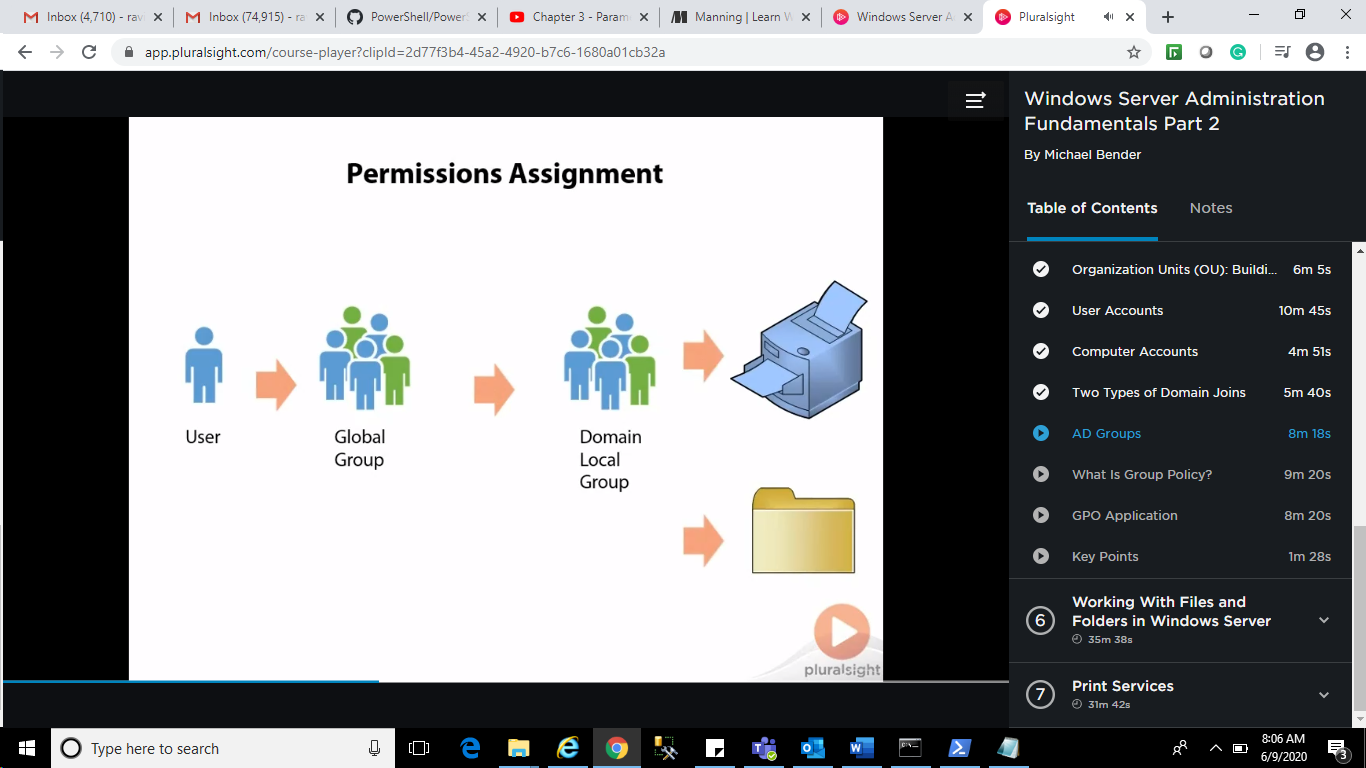 Inbox (4,710) - rav
Inbox (74,915) - ra
PowerShell/Power
Chapter 3 - Param
Manning | Learn W
Windows Server A
Pluralsight
app.pluralsight.com/course-player?clipId=2d77f3b4-45a2-4920-b7c6-1680a01cb32a
Permissions Assignment
User
Global
Group
Domain
Local
Group
pluralsight
Windows Server Administration
Fundamentals Part 2
By Michael Bender
Table of Contents Notes
Organization Units (OU): Buildi... 6m 5s
User Accounts 10m 45s
Computer Accounts 4m 51s
Two Types of Domain Joins 5m 40s
AD Groups 8m 18s
What Is Group Policy? 9m 20s
GPO Application 8m 20s
Key Points 1m 28s
6
Working With Files and
Folders in Windows Server
35m 38s
7
Print Services
31m 42s
Type here to search
8:06 AM
6/9/2020
3